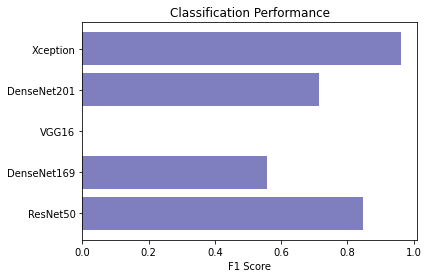 Classification Performance
Xception
DenseNet201
VGG16
DenseNet169
ResNet50
0.0 0.2 0.4 0.6 0.8 1.0
F1 Score